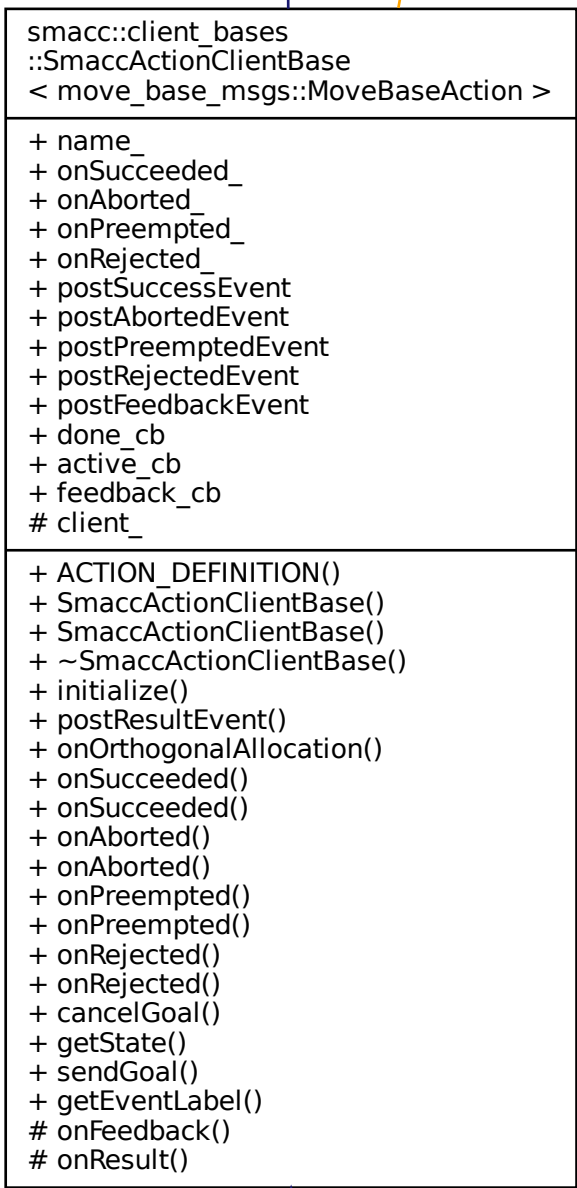 smacc::client_bases
::SmaccActionClientBase
< move_base_msgs::MoveBaseAction >
+ name_
+ onSucceeded_
+ onAborted_
+ onPreempted_
+ onRejected_
+ postSuccessEvent
+ postAbortedEvent
+ postPreemptedEvent
+ postRejectedEvent
+ postFeedbackEvent
+ done_cb
+ active_cb
+ feedback_cb
# client_
+ ACTION_DEFINITION()
+ SmaccActionClientBase()
+ SmaccActionClientBase()
+ ~SmaccActionClientBase()
+ initialize()
+ postResultEvent()
+ onOrthogonalAllocation()
+ onSucceeded()
+ onSucceeded()
+ onAborted()
+ onAborted()
+ onPreempted()
+ onPreempted()
+ onRejected()
+ onRejected()
+ cancelGoal()
+ getState()
+ sendGoal()
+ getEventLabel()
# onFeedback()
# onResult()